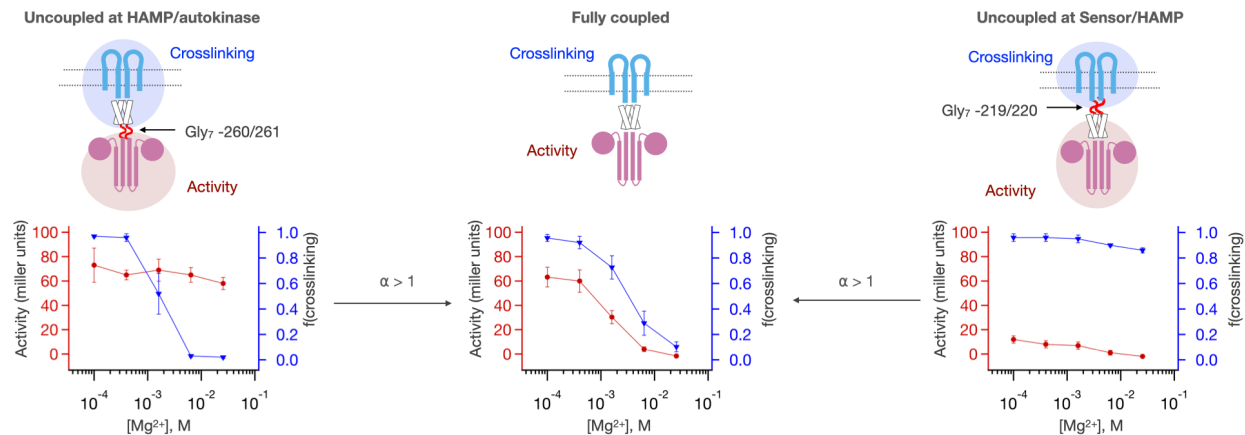 Uncoupled at HAMP/autokinase
Crosslinking
Gly7 -260/261
Activity
Activity (miller units)
100
80
60
40
20
0
f(crosslinking)
1.0
0.8
0.6
0.4
0.2
0.0
10-4 10-3 10-2 10-1
[Mg2+], M
α > 1
Fully coupled
Crosslinking
Activity
Activity (miller units)
100
80
60
40
20
0
f(crosslinking)
1.0
0.8
0.6
0.4
0.2
0.0
10-4 10-3 10-2 10-1
[Mg2+], M
α > 1
Uncoupled at Sensor/HAMP
Crosslinking
Gly7 -219/220
Activity
Activity (miller units)
100
80
60
40
20
0
f(crosslinking)
1.0
0.8
0.6
0.4
0.2
0.0
10-4 10-3 10-2 10-1
[Mg2+], M